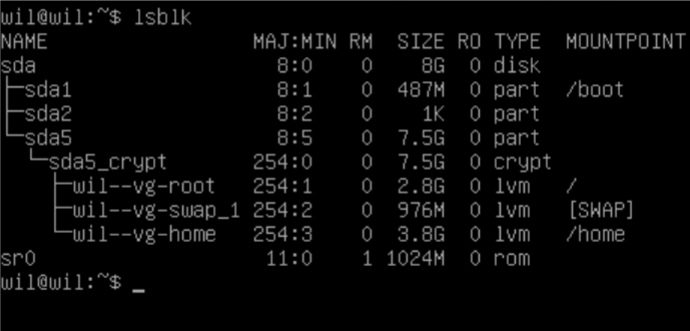 wil@wil:~$ lsblk
NAME                  MAJ:MIN RM  SIZE RO TYPE  MOUNTPOINT
sda                     8:0    0    8G  0 disk
├─sda1                  8:1    0  487M  0 part  /boot
├─sda2                  8:2    0    1K  0 part
└─sda5                  8:5    0  7.5G  0 part
  └─sda5_crypt        254:0    0  7.5G  0 crypt
    ├─wil--vg-root    254:1    0  2.8G  0 lvm   /
    ├─wil--vg-swap_1  254:2    0  976M  0 lvm   [SWAP]
    └─wil--vg-home    254:3    0  3.8G  0 lvm   /home
sr0                    11:0    1 1024M  0 rom
wil@wil:~$ _